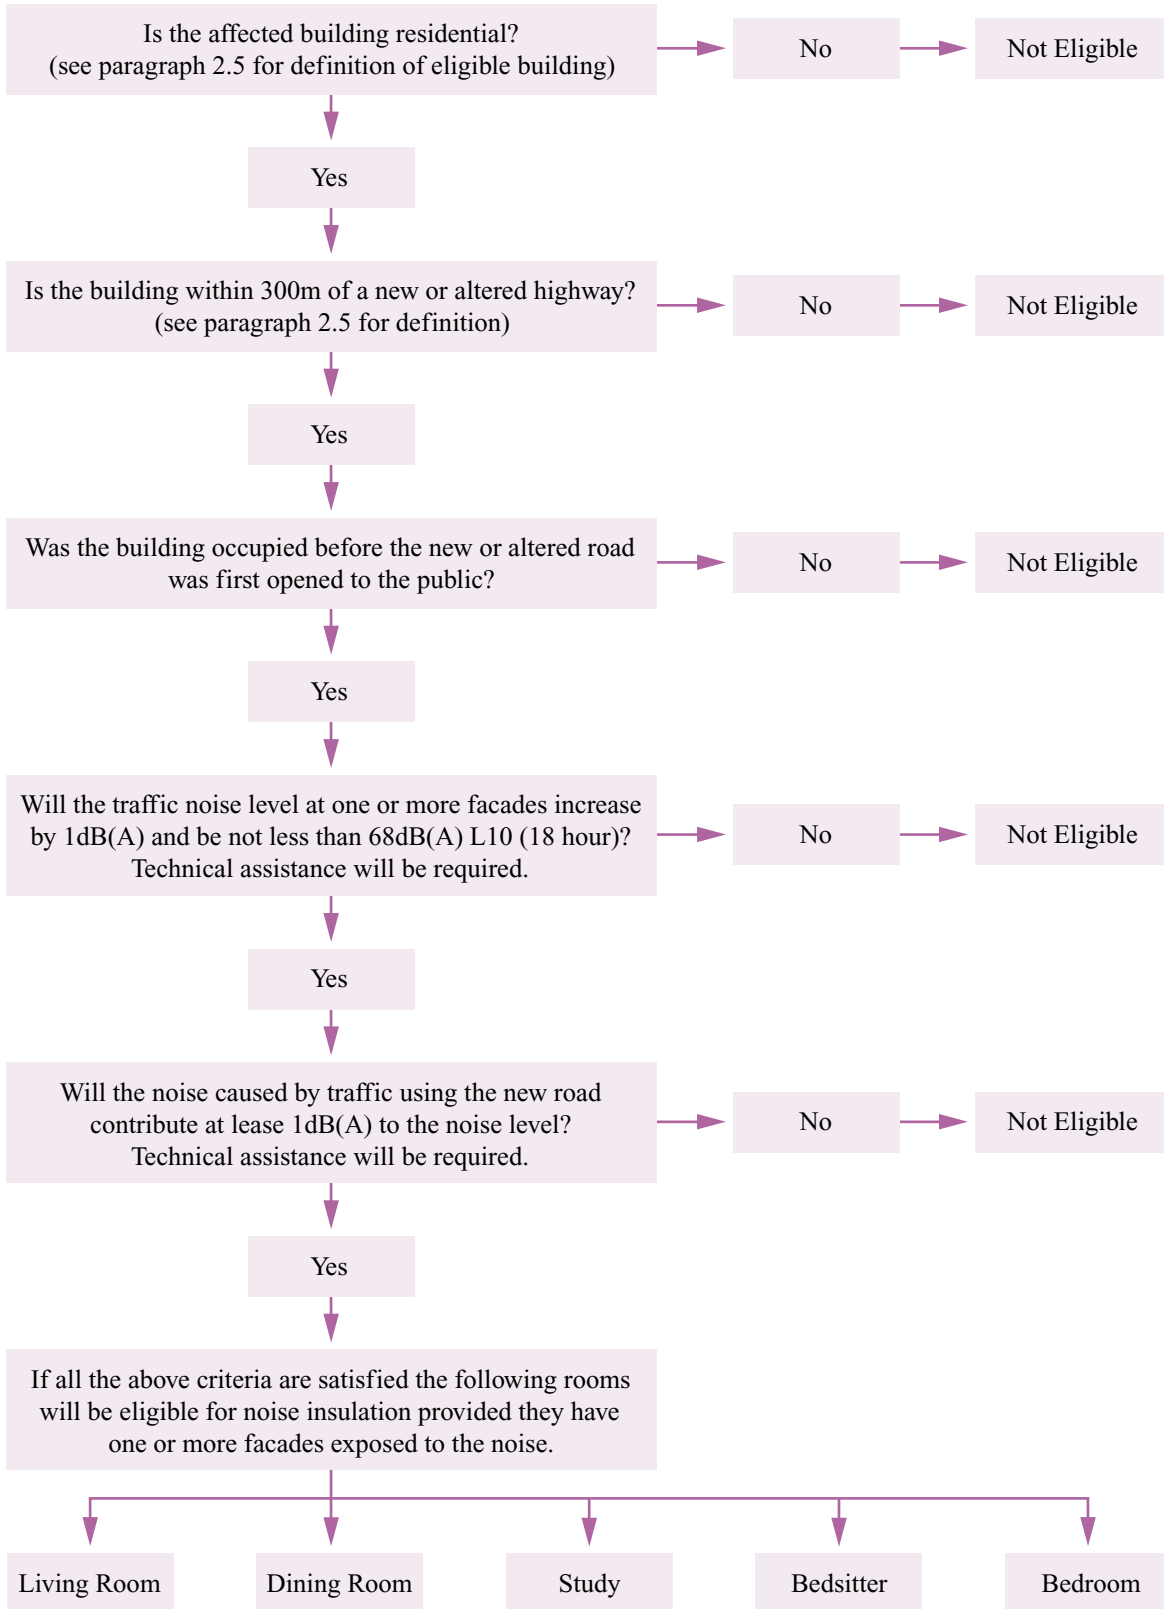 Is the affected building residential?
(see paragraph 2.5 for definition of eligible building)
No
Not Eligible
Yes
Is the building within 300m of a new or altered highway?
(see paragraph 2.5 for definition)
No
Not Eligible
Yes
Was the building occupied before the new or altered road
was first opened to the public?
No
Not Eligible
Yes
Will the traffic noise level at one or more facades increase
by 1dB(A) and be not less than 68dB(A) L10 (18 hour)?
Technical assistance will be required.
No
Not Eligible
Yes
Will the noise caused by traffic using the new road
contribute at lease 1dB(A) to the noise level?
Technical assistance will be required.
No
Not Eligible
Yes
If all the above criteria are satisfied the following rooms
will be eligible for noise insulation provided they have
one or more facades exposed to the noise.
Living Room
Dining Room
Study
Bedsitter
Bedroom